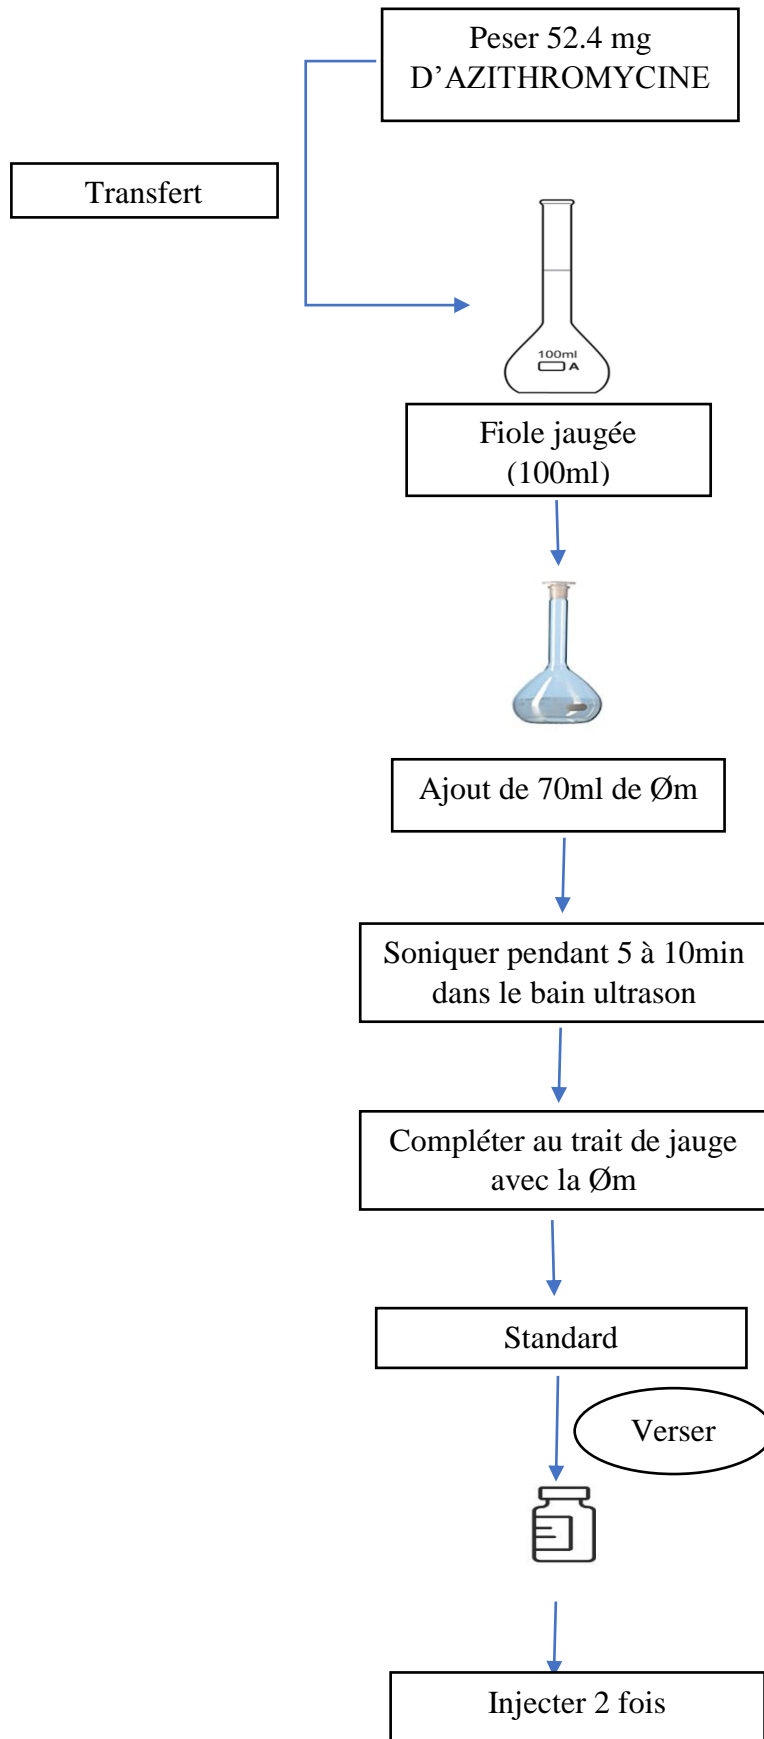 Peser 52.4 mg
D’AZITHROMYCINE
Transfert
100ml
A
Fiole jaugée
(100ml)
Ajout de 70ml de Øm
Soniquer pendant 5 à 10min
dans le bain ultrason
Compléter au trait de jauge
avec la Øm
Standard
Verser
Injecter 2 fois